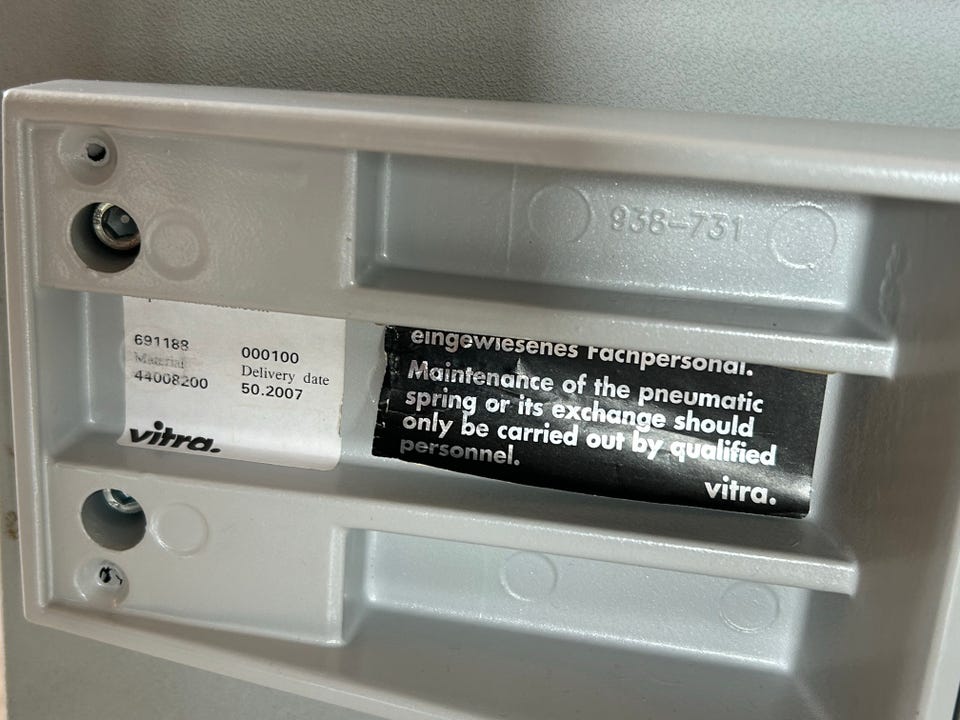 938-731
691188
000100
Material
Delivery date
44008200
50.2007
vitra.
eingewiesenes Fachpersonal.
Maintenance of the pneumatic
spring or its exchange should
only be carried out by qualified
personnel.
vitra.